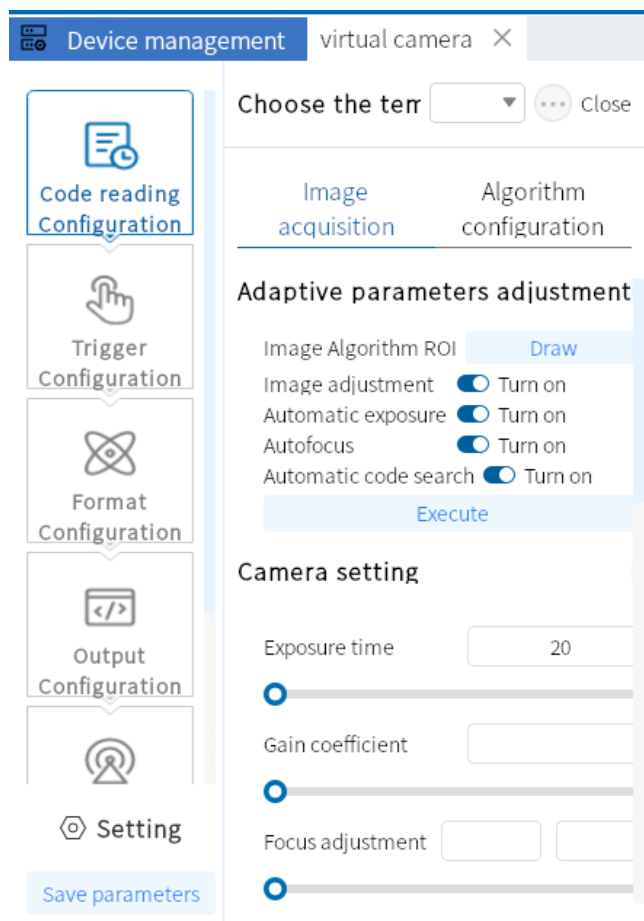 Device management
virtual camera
Choose the tem
Close
Code reading
Configuration
Trigger
Configuration
Format
Configuration
Output
Configuration
Setting
Save parameters
Image
acquisition
Algorithm
configuration
Adaptive parameters adjustment
Image Algorithm ROI Draw
Image adjustment Turn on
Automatic exposure Turn on
Autofocus Turn on
Automatic code search Turn on
Execute
Camera setting
Exposure time 20
Gain coefficient
Focus adjustment